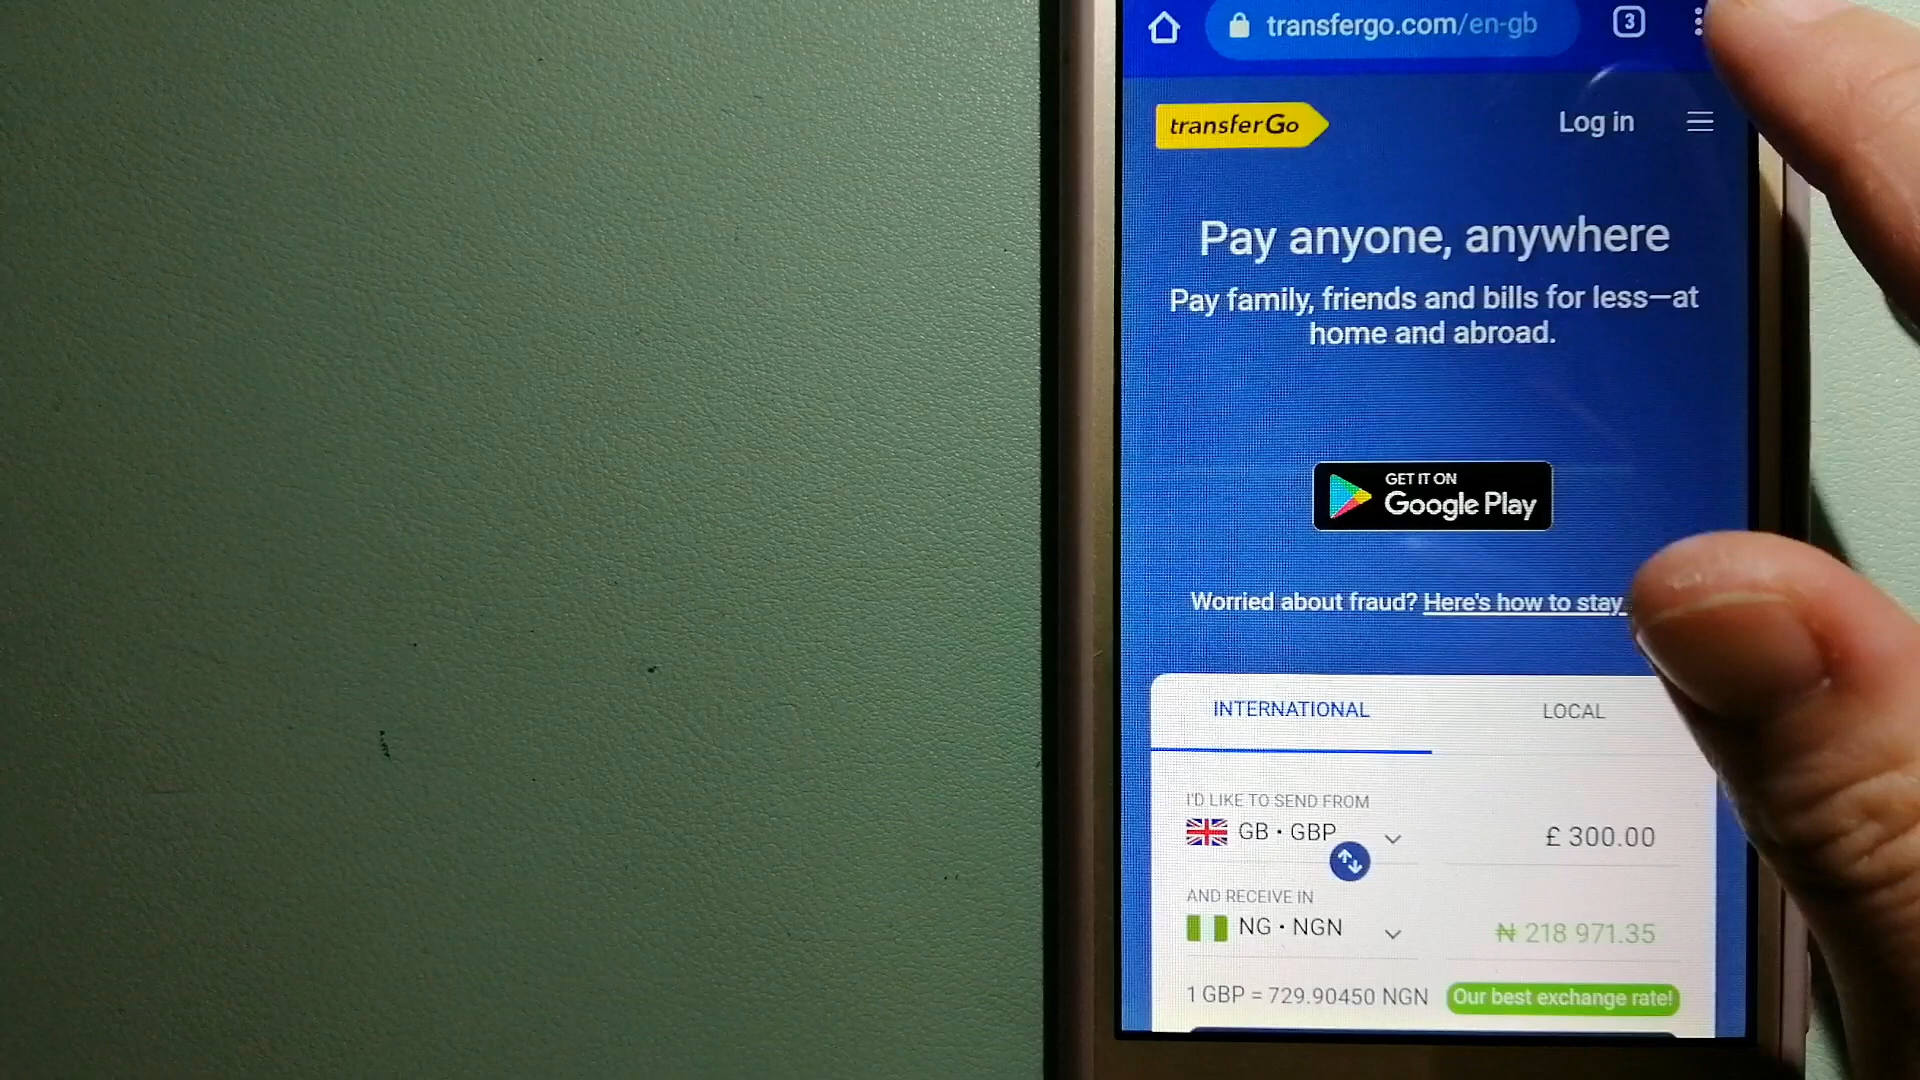 transfergo.com/en-gb
3
transferGo
Log in
Pay anyone, anywhere
Pay family, friends and bills for less—at
home and abroad.
GET IT ON
Google Play
Worried about fraud? Here's how to stay
INTERNATIONAL
LOCAL
I'D LIKE TO SEND FROM
GB • GBP
£ 300.00
AND RECEIVE IN
NG • NGN
₦ 218 971.35
1 GBP = 729.90450 NGN
Our best exchange rate!